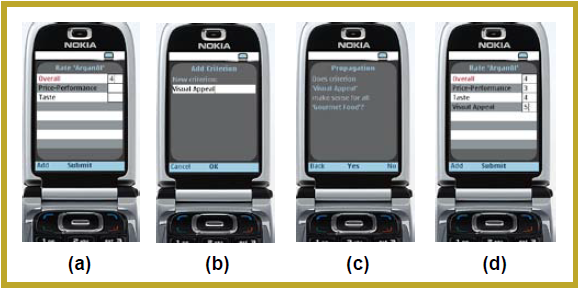 NOKIA
Rate "Arganöl"
Overall 4
Price-Performance
Taste
Add Submit
(a)
NOKIA
Add Criterion
New criterion
Visual Appeal
Cancel OK
(b)
NOKIA
Propagation
Does criterion
'Visual Appeal'
make sense for all
'Gourmet Food'?
Back Yes No
(c)
NOKIA
Rate "Arganöl"
Overall 4
Price-Performance 3
Taste 4
Visual Appeal 5
Add Submit
(d)